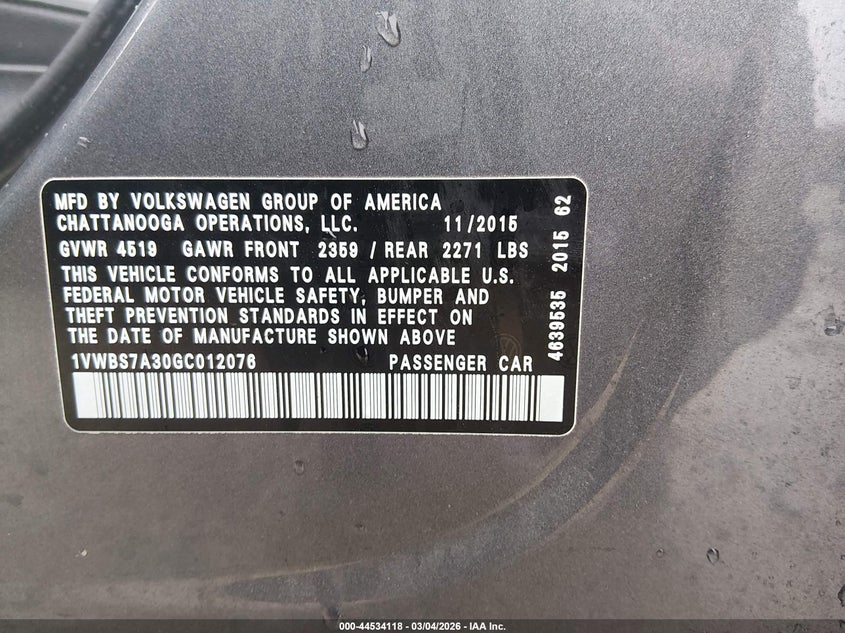 MFD BY VOLKSWAGEN GROUP OF AMERICA
CHATTANOOGA OPERATIONS, LLC. 11/2015
GVWR 4519 GAWR FRONT 2359 / REAR 2271 LBS
THIS VEHICLE CONFORMS TO ALL APPLICABLE U.S.
FEDERAL MOTOR VEHICLE SAFETY, BUMPER AND
THEFT PREVENTION STANDARDS IN EFFECT ON
THE DATE OF MANUFACTURE SHOWN ABOVE
1VWBS7A30GC012076 PASSENGER CAR
4639535 2015 62
000-44534118 - 03/04/2026 - IAA Inc.